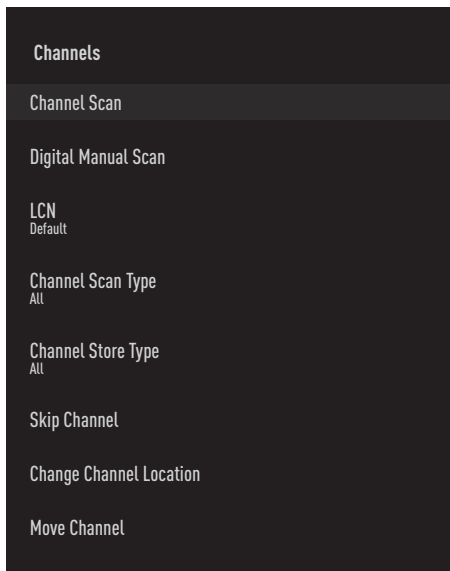 Channels
Channel Scan
Digital Manual Scan
LCN
Default
Channel Scan Type
All
Channel Store Type
All
Skip Channel
Change Channel Location
Move Channel